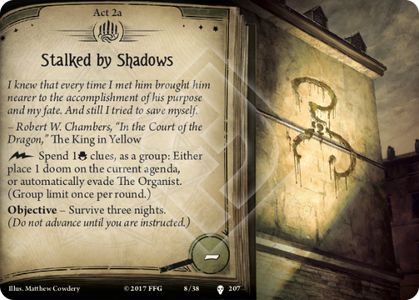 Act 2a
Stalked by Shadows
I knew that every time I met him brought him
nearer to the accomplishment of his purpose
and my fate. And still I tried to save myself.
– Robert W. Chambers, "In the Court of the
Dragon," The King in Yellow
Spend 1 clues, as a group: Either
place 1 doom on the current agenda,
or automatically evade The Organist.
(Group limit once per round.)
Objective – Survive three nights.
(Do not advance until you are instructed.)
–
Illus. Matthew Cowdery © 2017 FFG 8/38 207